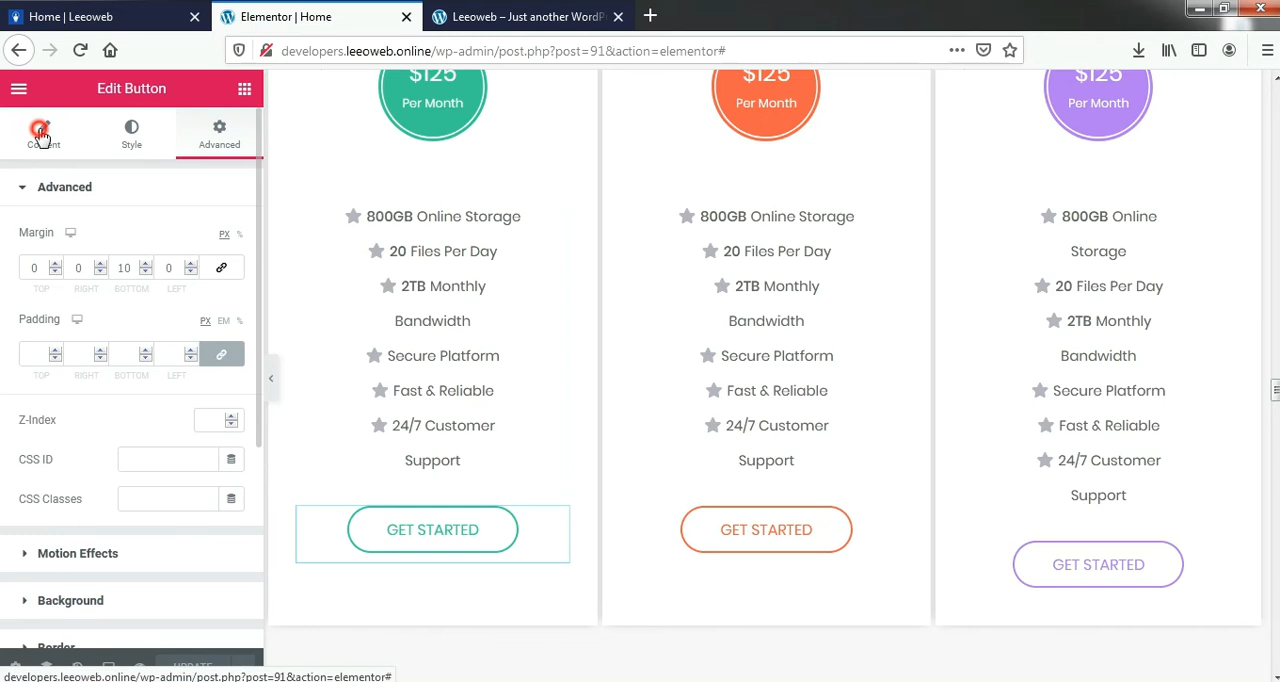 Home | Leeoweb
Elementor | Home
Leeoweb – Just another WordPr
developers.leeoweb.online/wp-admin/post.php?post=91&action=elementor#
Edit Button
Content
Style
Advanced
Advanced
Margin
PX %
0 0 10 0
TOP RIGHT BOTTOM LEFT
Padding
PX EM %
TOP RIGHT BOTTOM LEFT
Z-Index
CSS ID
CSS Classes
Motion Effects
Background
Border
UPDATE
developers.leeoweb.online/wp-admin/post.php?post=91&action=elementor#
$125
Per Month
800GB Online Storage
20 Files Per Day
2TB Monthly
Bandwidth
Secure Platform
Fast & Reliable
24/7 Customer
Support
GET STARTED
$125
Per Month
800GB Online Storage
20 Files Per Day
2TB Monthly
Bandwidth
Secure Platform
Fast & Reliable
24/7 Customer
Support
GET STARTED
$125
Per Month
800GB Online
Storage
20 Files Per Day
2TB Monthly
Bandwidth
Secure Platform
Fast & Reliable
24/7 Customer
Support
GET STARTED